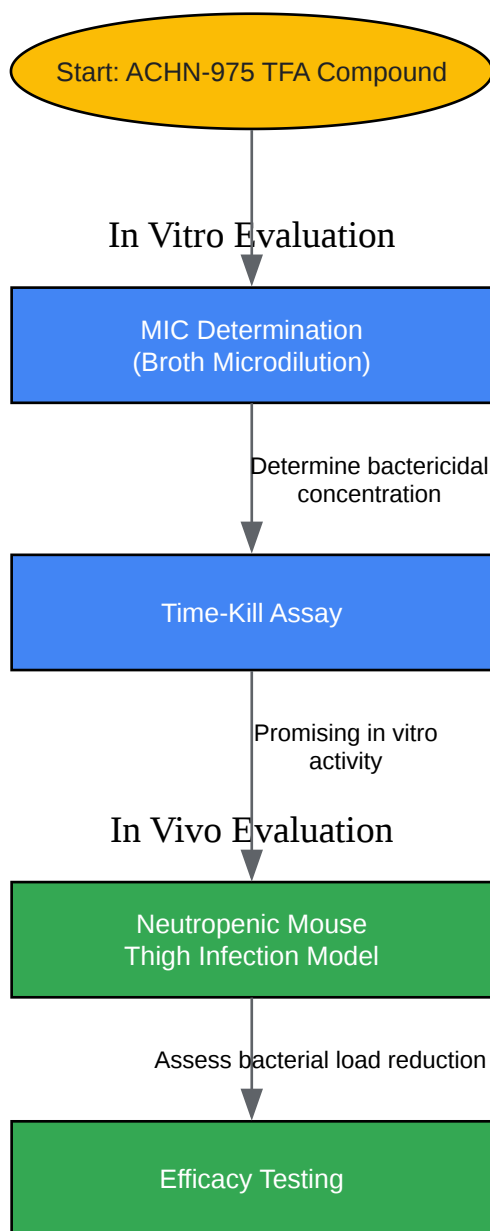 Start: ACHN-975 TFA Compound
In Vitro Evaluation
MIC Determination
(Broth Microdilution)
Determine bactericidal
concentration
Time-Kill Assay
Promising in vitro
activity
In Vivo Evaluation
Neutropenic Mouse
Thigh Infection Model
Assess bacterial load reduction
Efficacy Testing